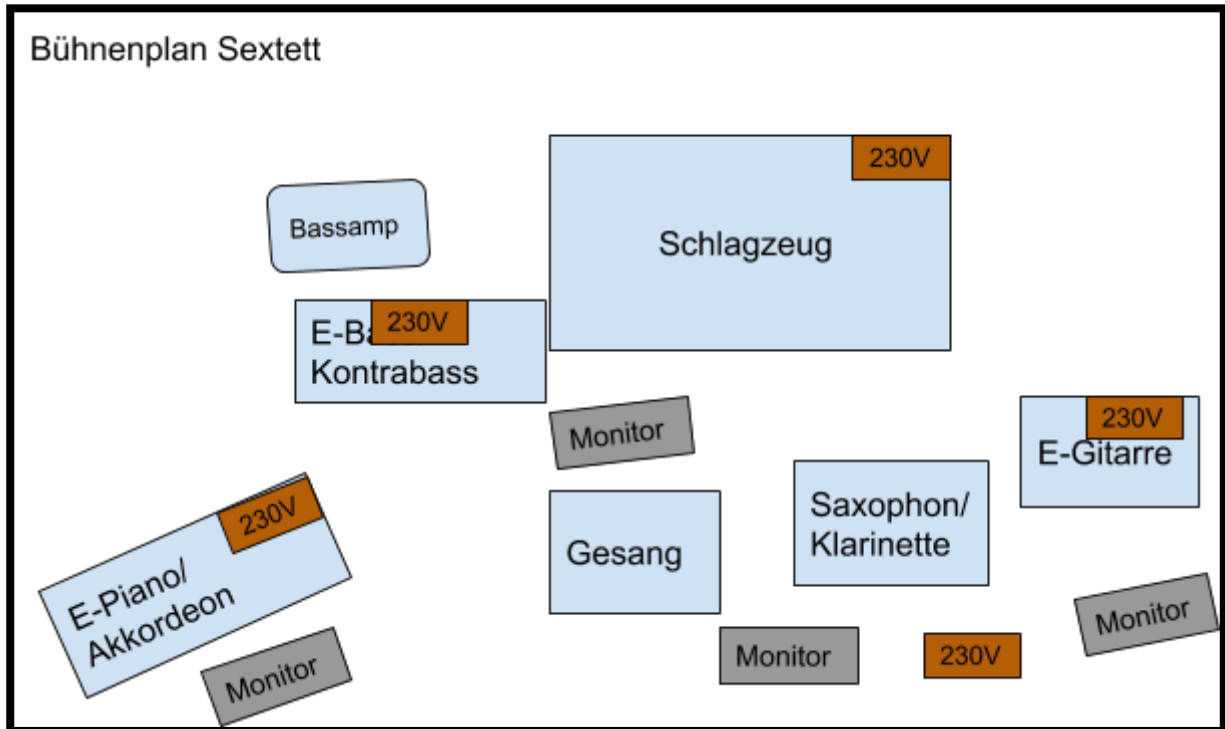 Bühnenplan Sextett
230V
Bassamp
Schlagzeug
230V
Kontrabass
Monitor
230V
E-Gitarre
230V
E-Piano/
Akkordeon
Gesang
Saxophon/
Klarinette
Monitor
Monitor
230V
Monitor